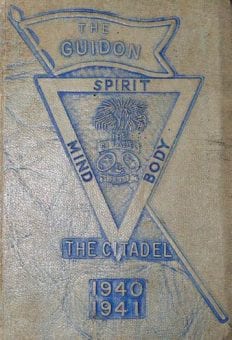 THE
GUIDON
SPIRIT
MIND
BODY
THE CITADEL
1940
1941